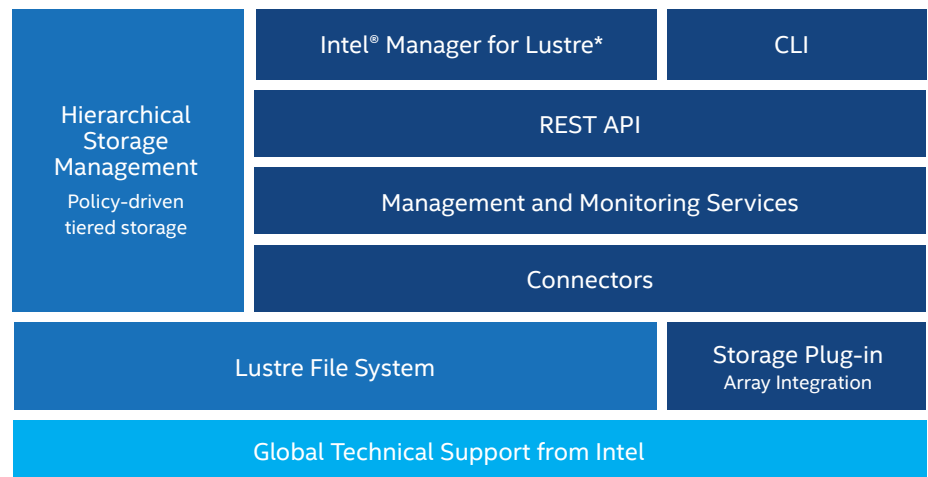 Hierarchical
Storage
Management
Policy-driven
tiered storage
Intel® Manager for Lustre*
CLI
REST API
Management and Monitoring Services
Connectors
Lustre File System
Storage Plug-in
Array Integration
Global Technical Support from Intel